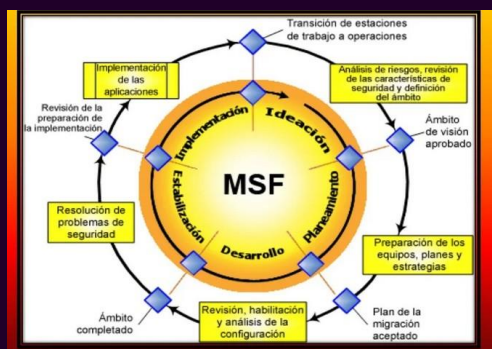 Transición de estaciones
de trabajo a operaciones
Implementación
de las
aplicaciones
Análisis de riesgos, revisión
de las características de
seguridad y definición
del ámbito
Revisión de la
preparación de
la implementación
Ámbito
de visión
aprobado
Implementación
Ideación
Estabilización
MSF
Planeamiento
Desarrollo
Resolución de
problemas de
seguridad
Preparación de los
equipos, planes y
estrategias
Ámbito
completado
Revisión, habilitación
y análisis de la
configuración
Plan de la
migración
aceptado